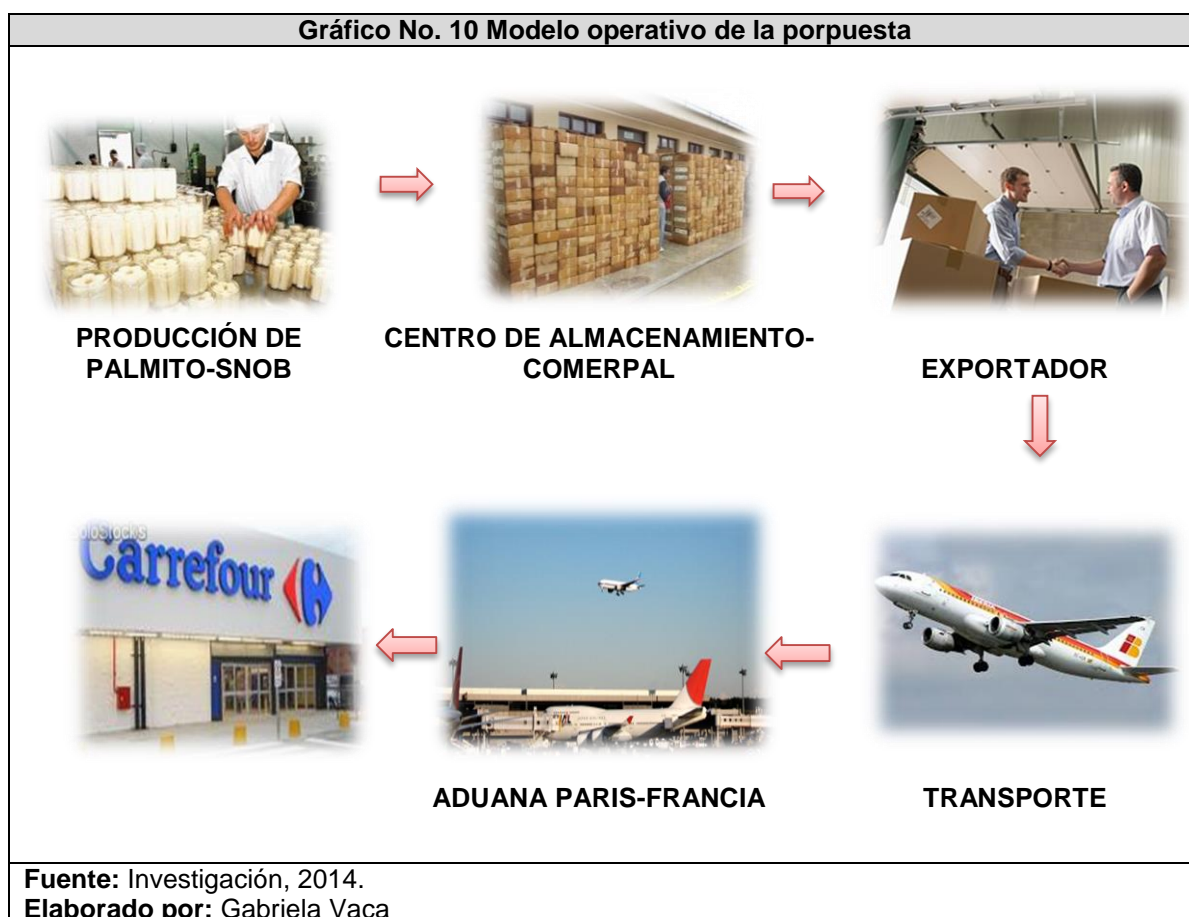 Gráfico No. 10 Modelo operativo de la porpuesta
PRODUCCIÓN DE
PALMITO-SNOB
CENTRO DE ALMACENAMIENTO-
COMERPAL
EXPORTADOR
Carrefour
ADUANA PARIS-FRANCIA
TRANSPORTE
Fuente: Investigación, 2014.
Elaborado por: Gabriela Vaca